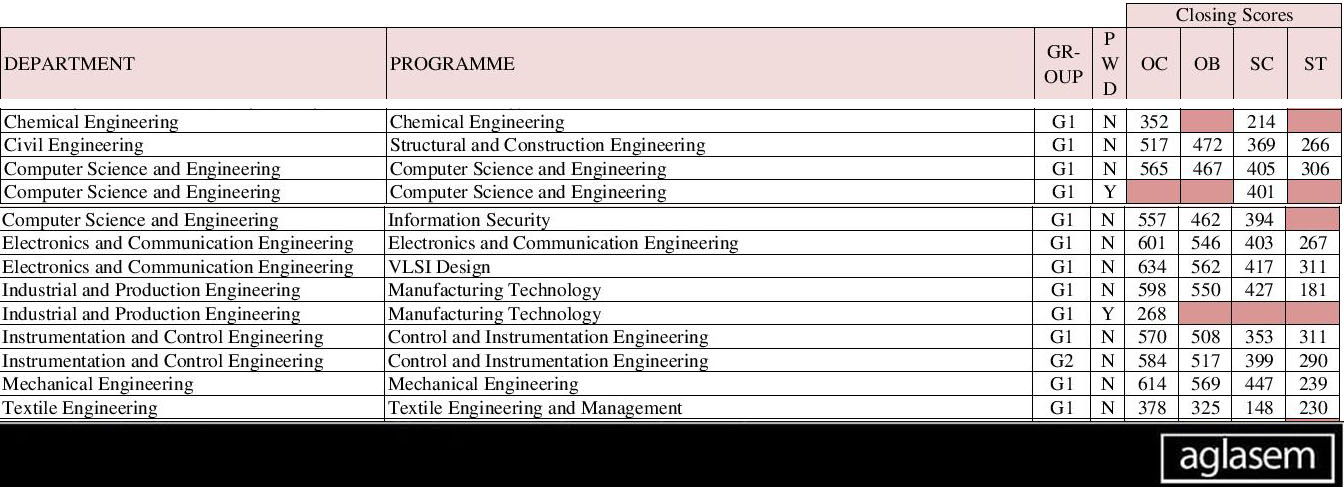 Closing Scores
DEPARTMENT PROGRAMME GR-OUP PWD OC OB SC ST
Chemical Engineering Chemical Engineering G1 N 352 214
Civil Engineering Structural and Construction Engineering G1 N 517 472 369 266
Computer Science and Engineering Computer Science and Engineering G1 N 565 467 405 306
Computer Science and Engineering Computer Science and Engineering G1 Y 401
Computer Science and Engineering Information Security G1 N 557 462 394
Electronics and Communication Engineering Electronics and Communication Engineering G1 N 601 546 403 267
Electronics and Communication Engineering VLSI Design G1 N 634 562 417 311
Industrial and Production Engineering Manufacturing Technology G1 N 598 550 427 181
Industrial and Production Engineering Manufacturing Technology G1 Y 268
Instrumentation and Control Engineering Control and Instrumentation Engineering G1 N 570 508 353 311
Instrumentation and Control Engineering Control and Instrumentation Engineering G2 N 584 517 399 290
Mechanical Engineering Mechanical Engineering G1 N 614 569 447 239
Textile Engineering Textile Engineering and Management G1 N 378 325 148 230
aglasem